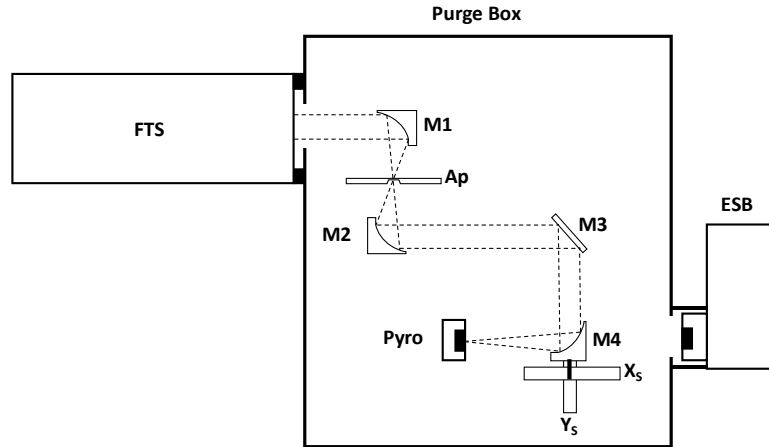 Purge Box
FTS
M1
Ap
ESB
M2
M3
Pyro
M4
Xₛ
Yₛ